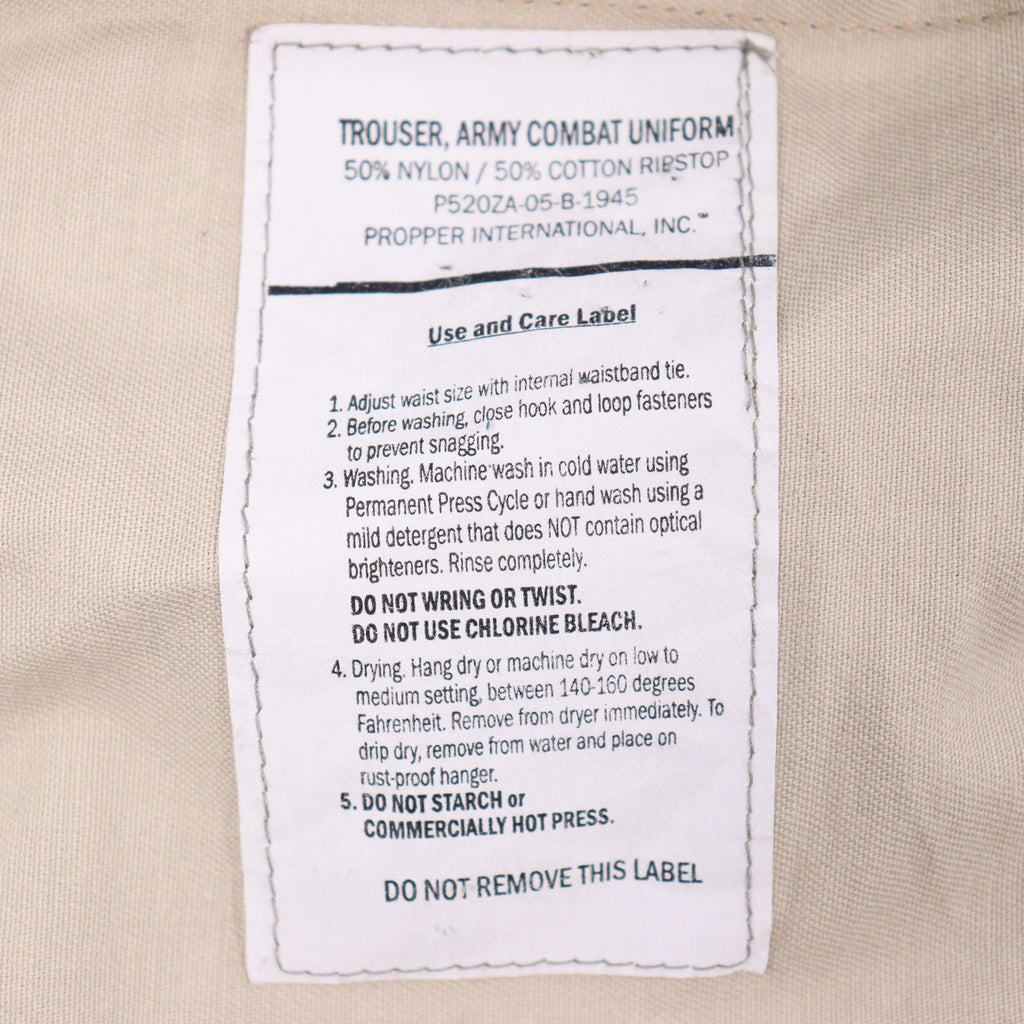 TROUSER, ARMY COMBAT UNIFORM
50% NYLON / 50% COTTON RIPSTOP
P520ZA-05-B-1945
PROPPER INTERNATIONAL, INC.™
Use and Care Label
1. Adjust waist size with internal waistband tie.
2. Before washing, close hook and loop fasteners
to prevent snagging.
3. Washing. Machine wash in cold water using
Permanent Press Cycle or hand wash using a
mild detergent that does NOT contain optical
brighteners. Rinse completely.
DO NOT WRING OR TWIST.
DO NOT USE CHLORINE BLEACH.
4. Drying. Hang dry or machine dry on low to
medium setting, between 140-160 degrees
Fahrenheit. Remove from dryer immediately. To
drip dry, remove from water and place on
rust-proof hanger.
5. DO NOT STARCH or
COMMERCIALLY HOT PRESS.
DO NOT REMOVE THIS LABEL